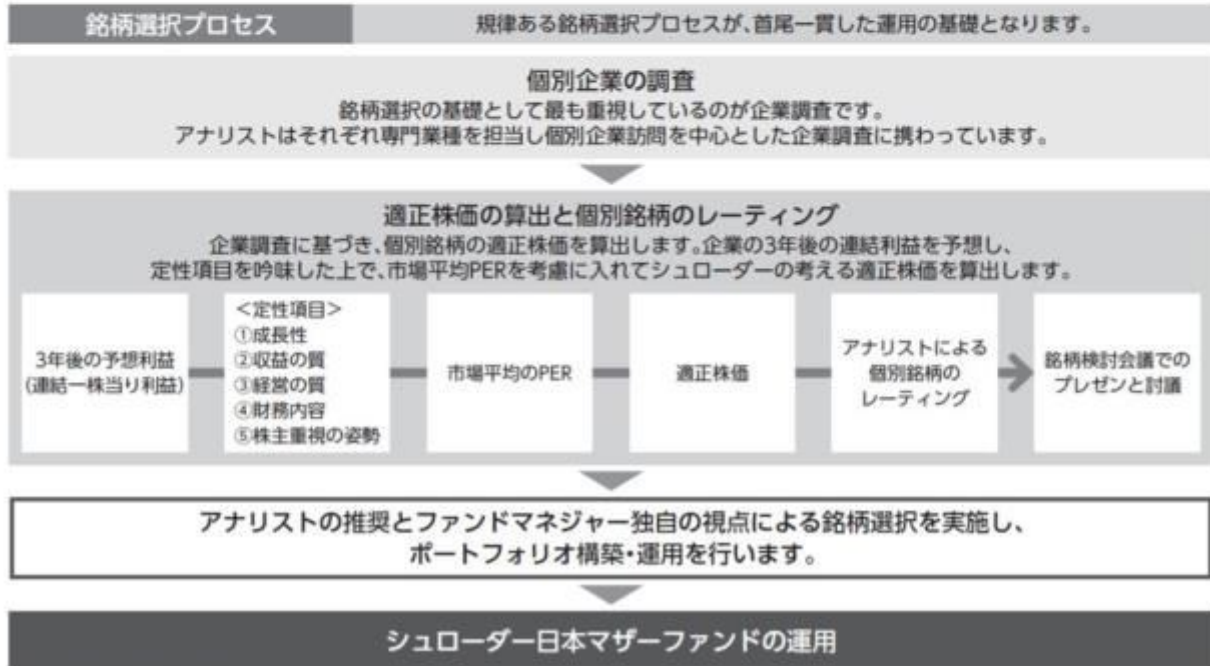 銘柄選択プロセス
規律ある銘柄選択プロセスが、首尾一貫した運用の基礎となります。
個別企業の調査
銘柄選択の基礎として最も重視しているのが企業調査です。
アナリストはそれぞれ専門業種を担当し個別企業訪問を中心とした企業調査に携わっています。
適正株価の算出と個別銘柄のレーティング
企業調査に基づき、個別銘柄の適正株価を算出します。企業の3年後の連結利益を予想し、
定性項目を吟味した上で、市場平均PERを考慮に入れてシュローダーの考える適正株価を算出します。
3年後の予想利益
(連結一株当り利益)
<定性項目>
①成長性
②収益の質
③経営の質
④財務内容
⑤株主重視の姿勢
市場平均のPER
適正株価
アナリストによる
個別銘柄の
レーティング
銘柄検討会議での
プレゼンと討議
アナリストの推奨とファンドマネジャー独自の視点による銘柄選択を実施し、
ポートフォリオ構築・運用を行います。
シュローダー日本マザーファンドの運用